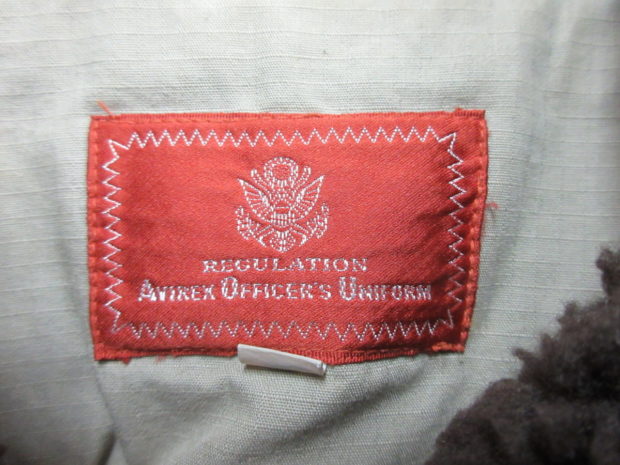 REGULATION
AVIREX OFFICER'S UNIFORM